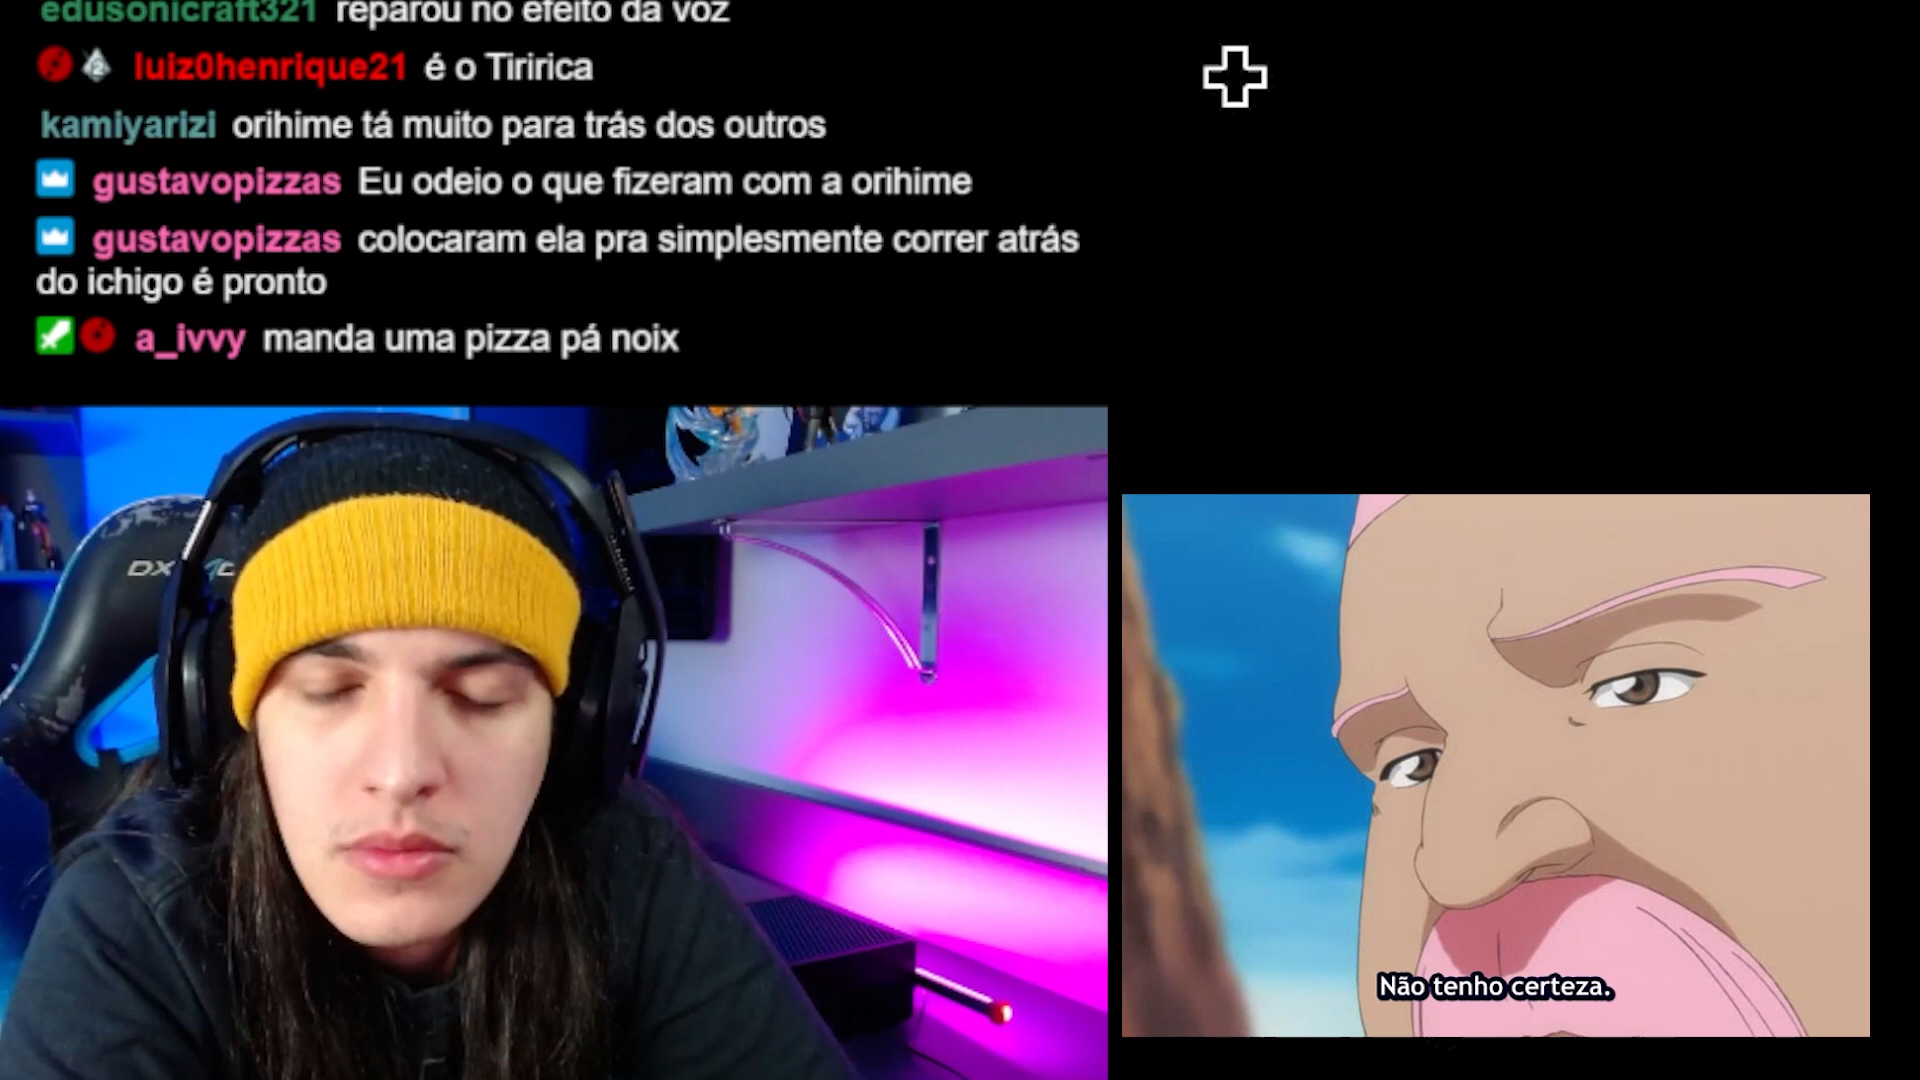 edusonicraft321 reparou no efeito da voz
luiz0henrique21 é o Tiririca
kamiyarizi orihime tá muito para trás dos outros
gustavopizzas Eu odeio o que fizeram com a orihime
gustavopizzas colocaram ela pra simplesmente correr atrás
do ichigo é pronto
a_ivvy manda uma pizza pá noix
DX
Não tenho certeza.